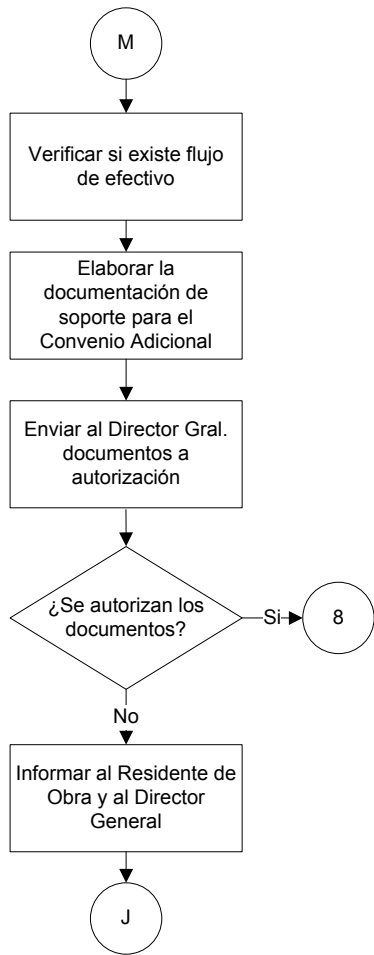 M
Verificar si existe flujo
de efectivo
Elaborar la
documentación de
soporte para el
Convenio Adicional
Enviar al Director Gral.
documentos a
autorización
¿Se autorizan los
documentos?
Si
8
No
Informar al Residente de
Obra y al Director
General
J